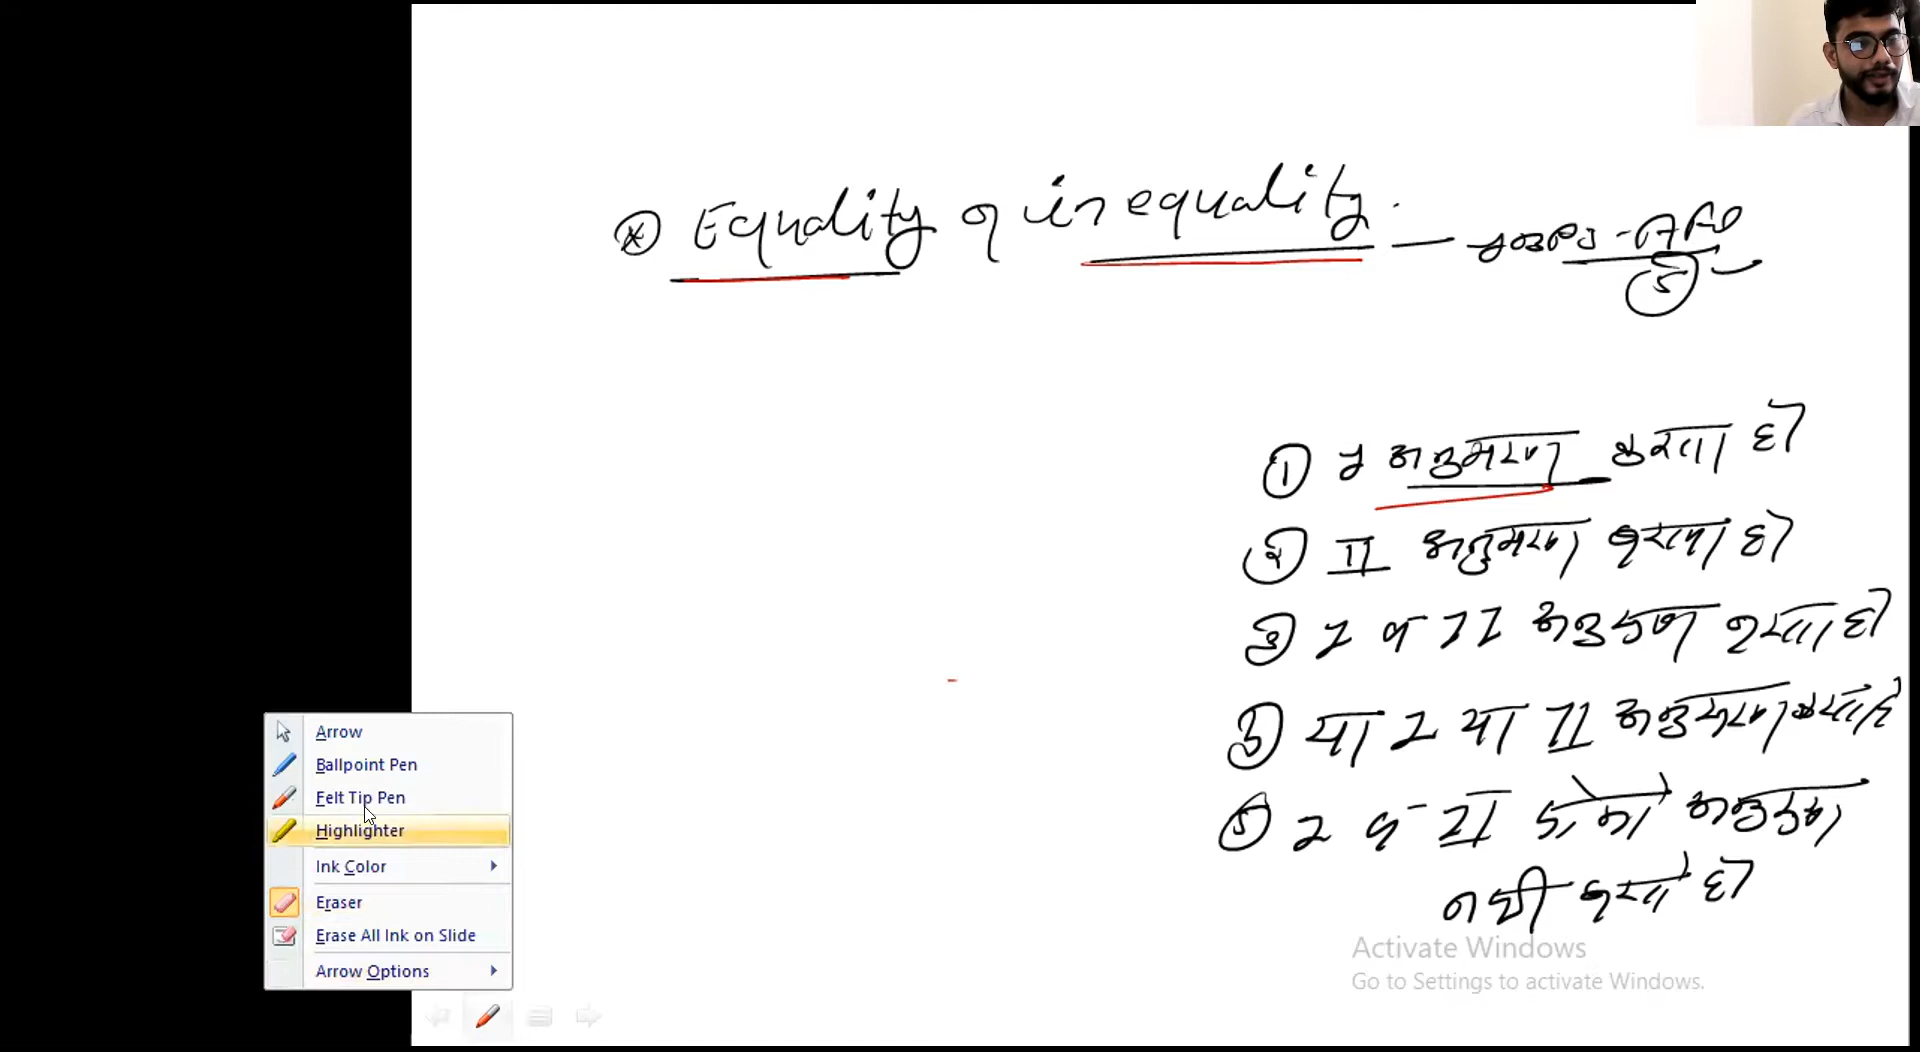 Equality व inequality.
5
① I अनुसरण करता हो
② II अनुसरण करता हो
③ I व II अनुसरण करता हो
या I या II अनुसरण करता हो
⑤ I व II दोनों अनुसरण
नही करता हो
Arrow
Ballpoint Pen
Felt Tip Pen
Highlighter
Ink Color
Eraser
Erase All Ink on Slide
Arrow Options
Activate Windows
Go to Settings to activate Windows.